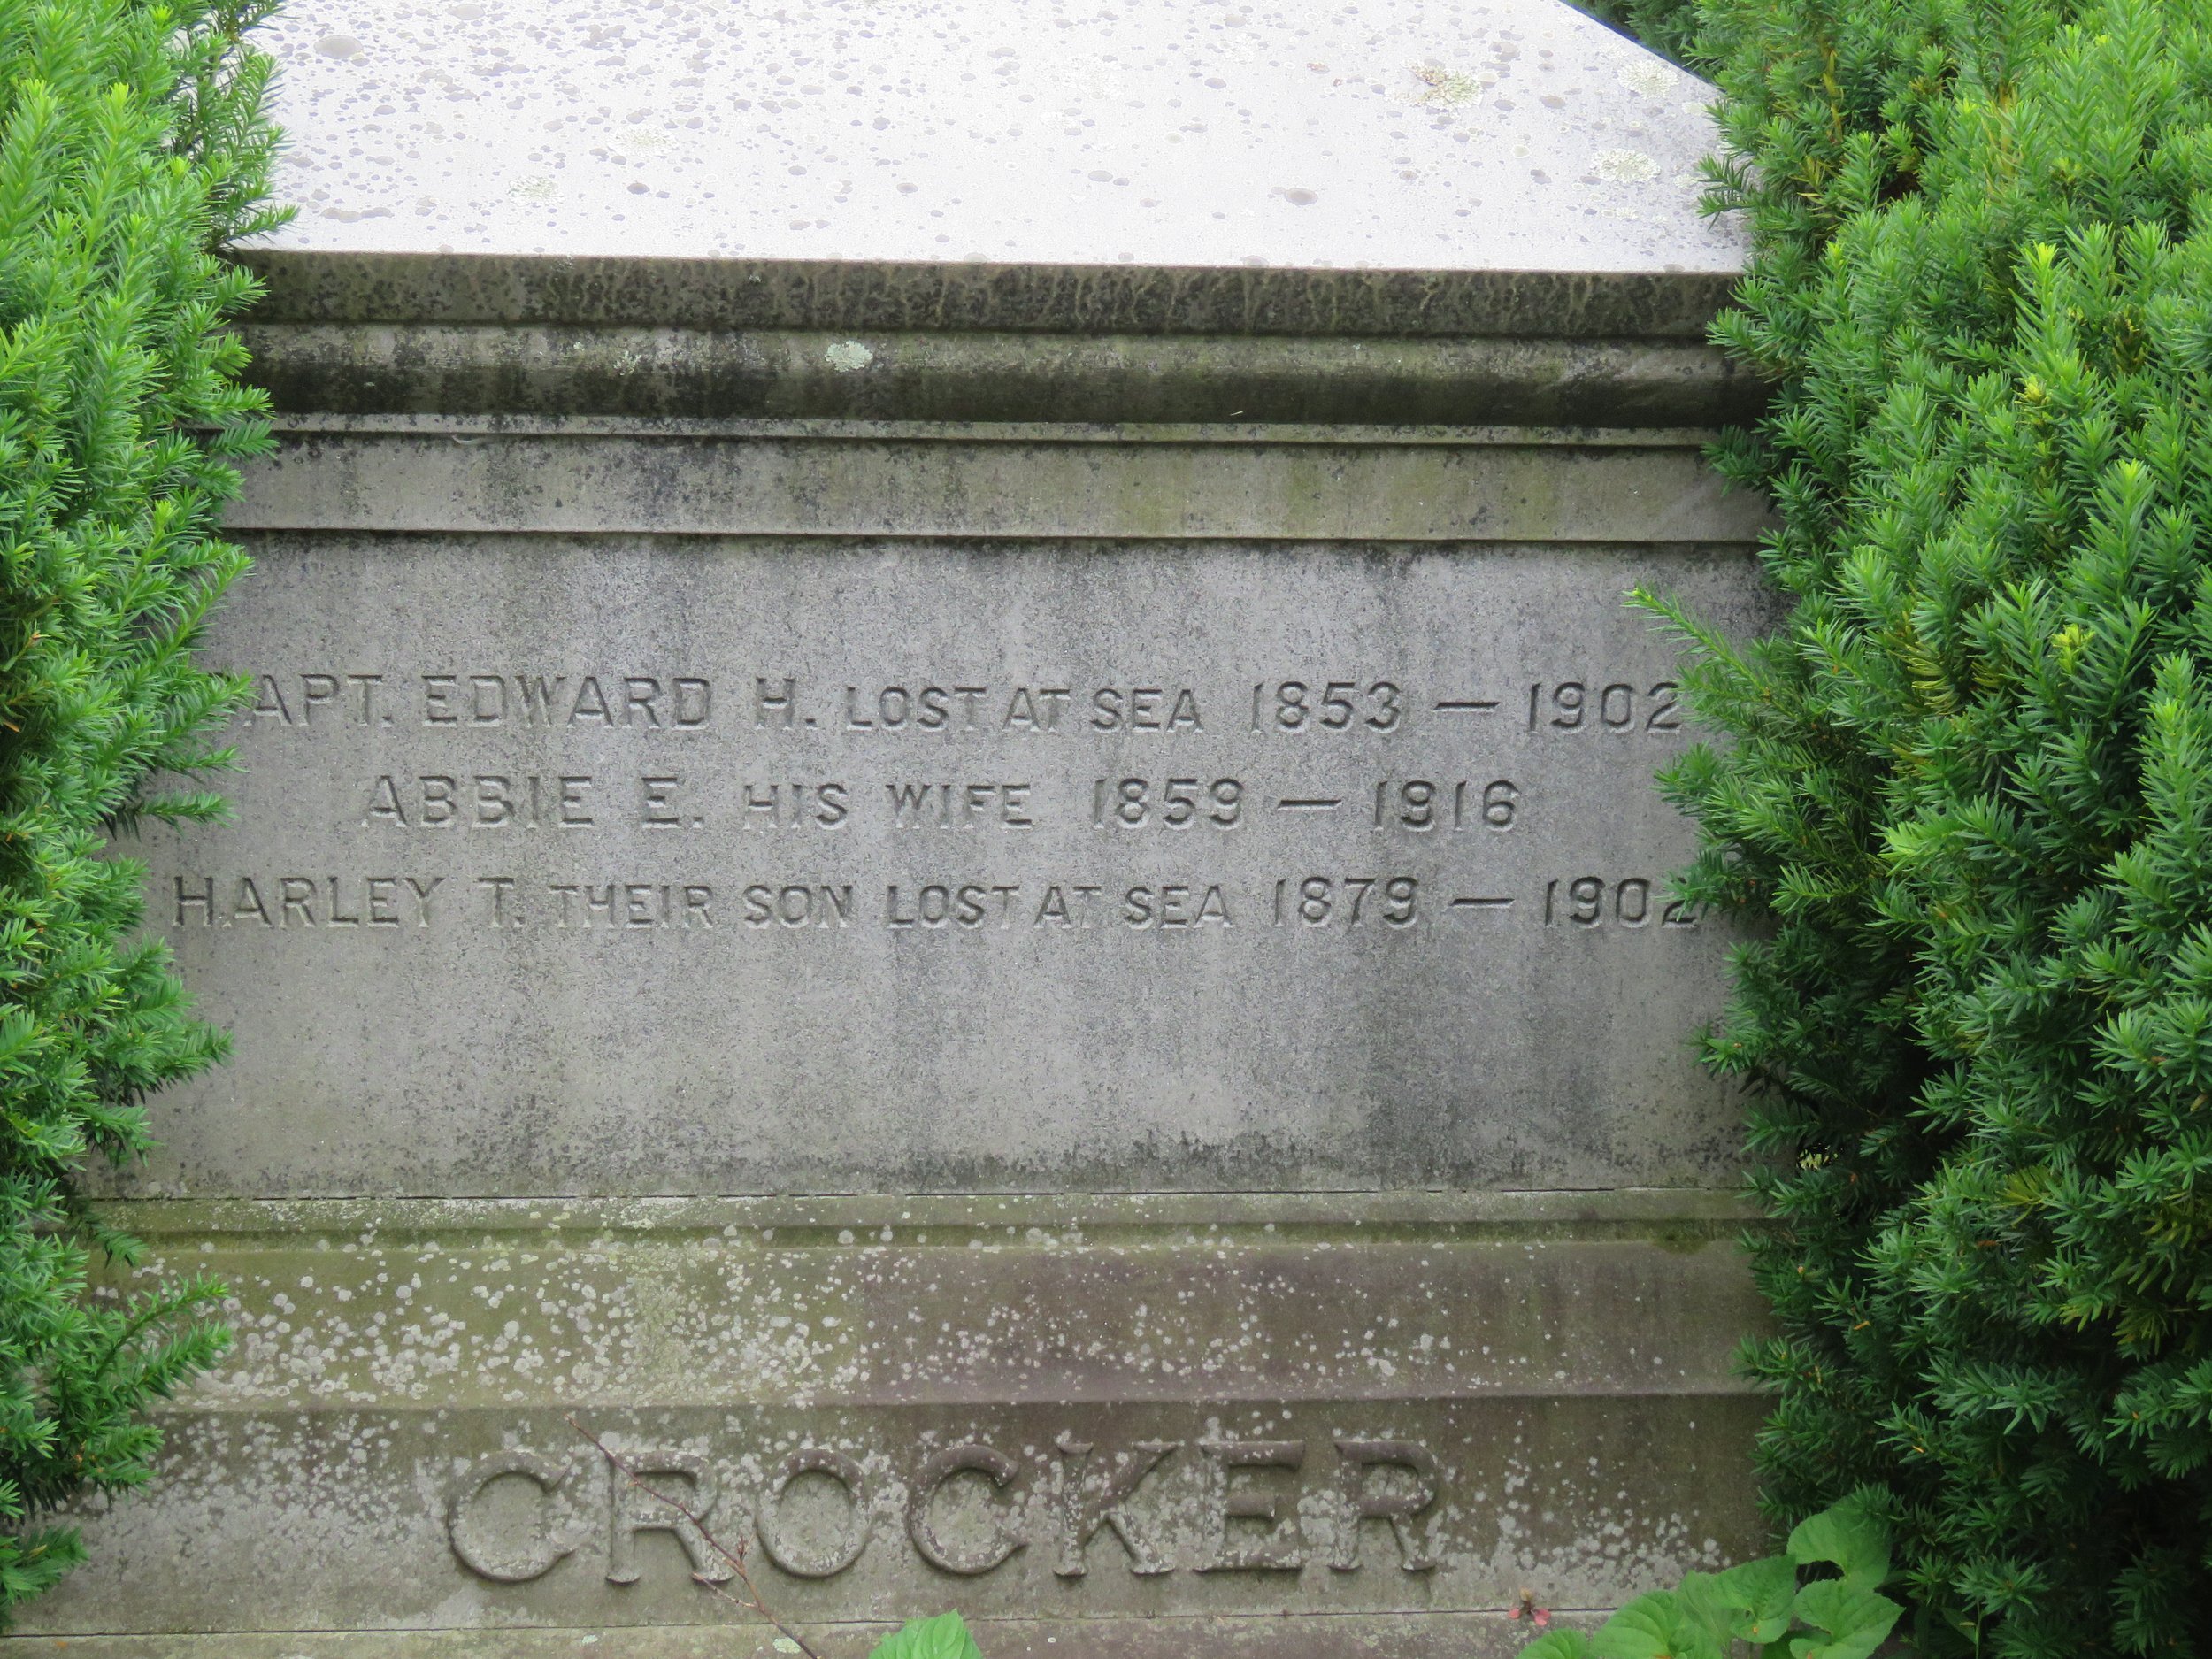 CAPT. EDWARD H. LOST AT SEA 1853 — 1902
ABBIE E. HIS WIFE 1859 — 1916
HARLEY T. THEIR SON LOST AT SEA 1879 — 1902
CROCKER